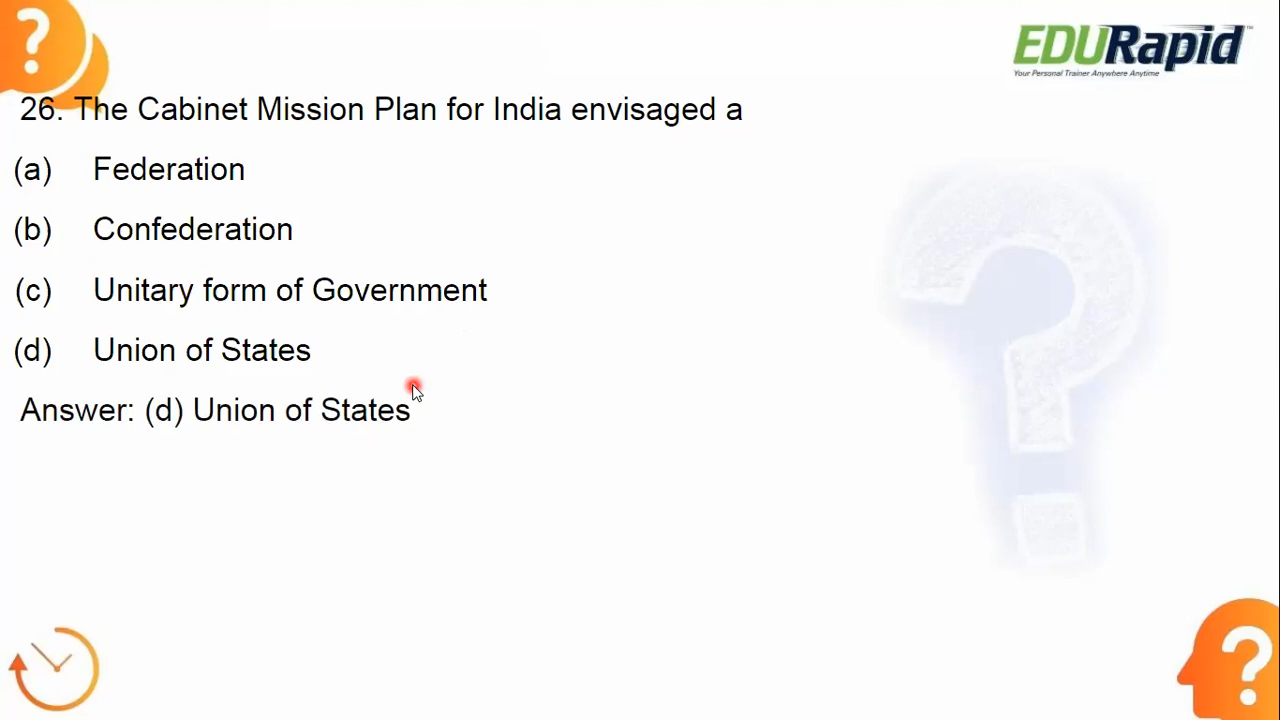 EDURapid™
Your Personal Trainer Anywhere Anytime
26. The Cabinet Mission Plan for India envisaged a
(a) Federation
(b) Confederation
(c) Unitary form of Government
(d) Union of States
Answer: (d) Union of States